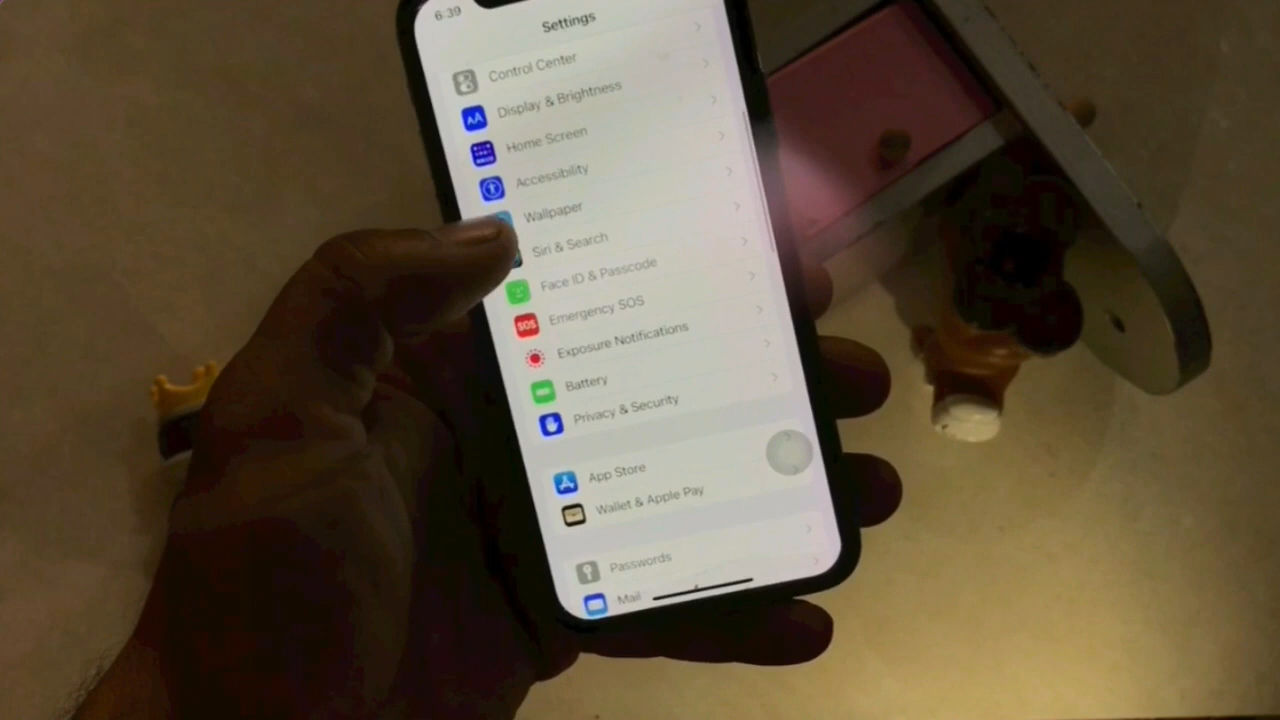 6:39
Settings
Control Center
AA
Display & Brightness
Home Screen
Accessibility
Wallpaper
Siri & Search
Face ID & Passcode
SOS
Emergency SOS
Exposure Notifications
Battery
Privacy & Security
App Store
Wallet & Apple Pay
Passwords
Mail